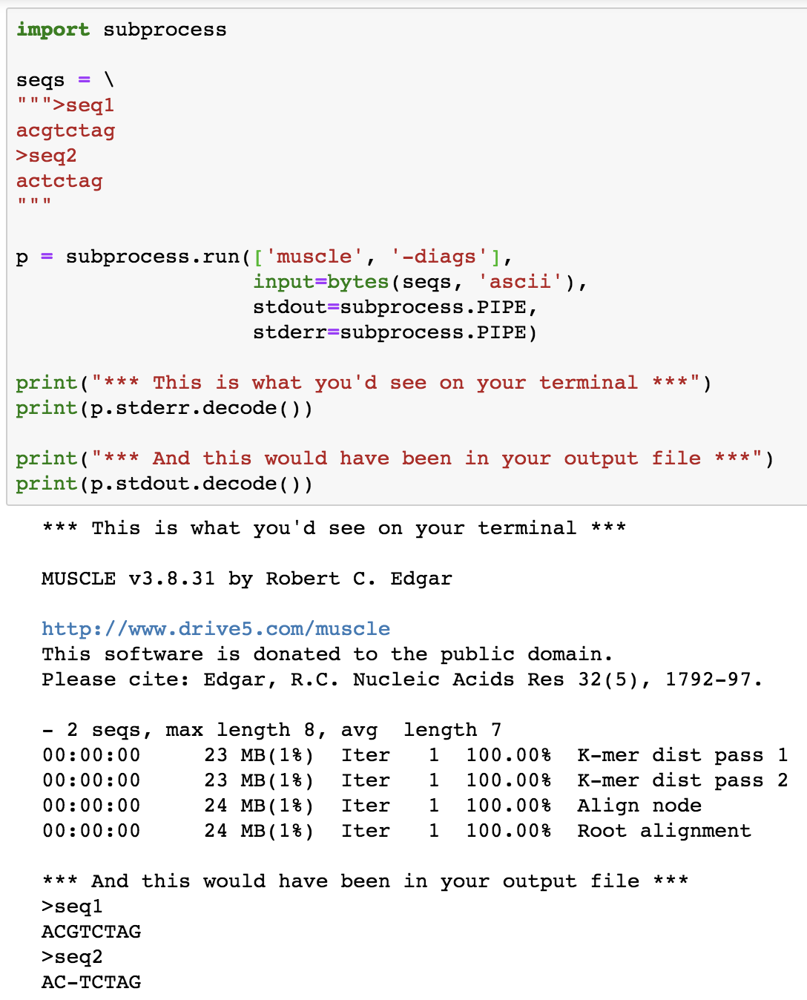 import subprocess
seqs = \
""">seq1
acgtctag
>seq2
actctag
"""
p = subprocess.run(['muscle', '-diags'],
input=bytes(seqs, 'ascii'),
stdout=subprocess.PIPE,
stderr=subprocess.PIPE)
print("*** This is what you'd see on your terminal ***")
print(p.stderr.decode())
print("*** And this would have been in your output file ***")
print(p.stdout.decode())
*** This is what you'd see on your terminal ***
MUSCLE v3.8.31 by Robert C. Edgar
http://www.drive5.com/muscle
This software is donated to the public domain.
Please cite: Edgar, R.C. Nucleic Acids Res 32(5), 1792-97.
- 2 seqs, max length 8, avg  length 7
00:00:00     23 MB(1%)  Iter   1  100.00%  K-mer dist pass 1
00:00:00     23 MB(1%)  Iter   1  100.00%  K-mer dist pass 2
00:00:00     24 MB(1%)  Iter   1  100.00%  Align node
00:00:00     24 MB(1%)  Iter   1  100.00%  Root alignment
*** And this would have been in your output file ***
>seq1
ACGTCTAG
>seq2
AC-TCTAG